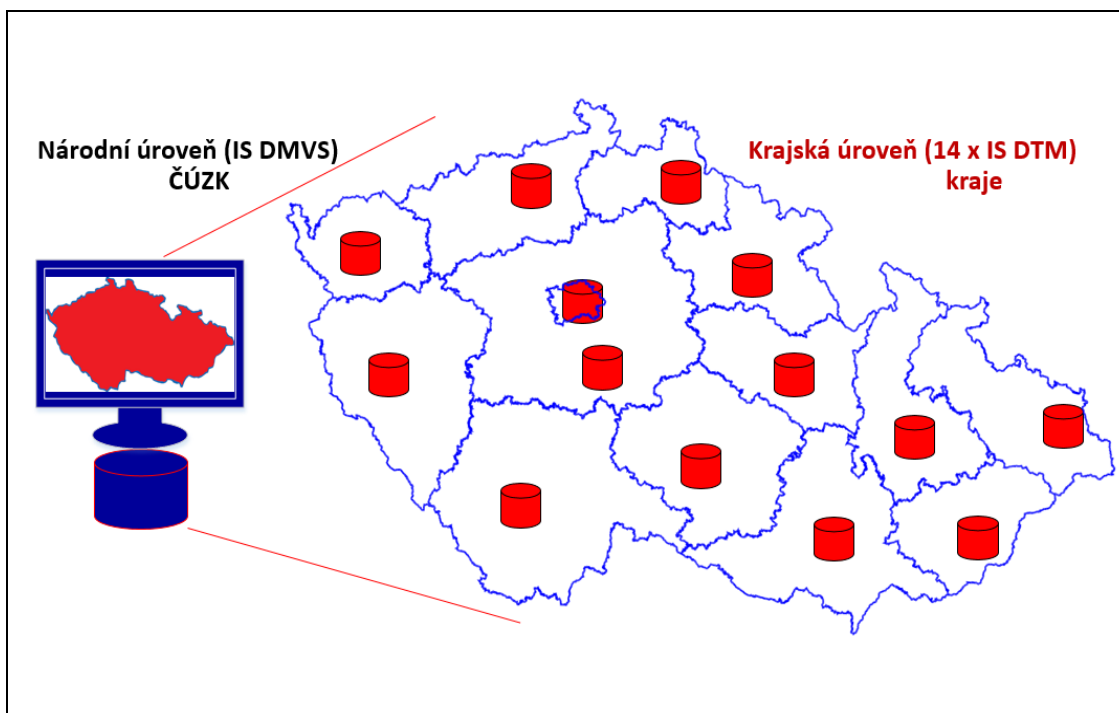 Národní úroveň (IS DMVS)
ČÚZK
Krajská úroveň (14 x IS DTM)
kraje